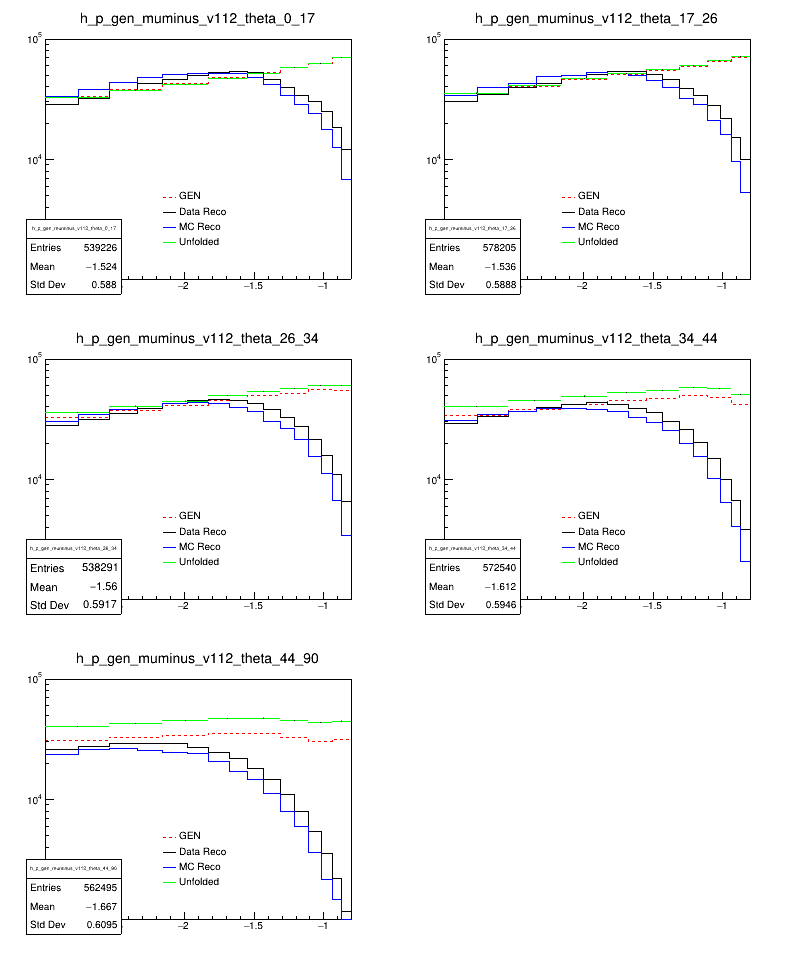 h_p_gen_muminus_v112_theta_0_17
10^5
10^4
GEN
Data Reco
MC Reco
Unfolded
h_p_gen_muminus_v112_theta_0_17
Entries 539226
Mean −1.524
Std Dev 0.588
−2 −1.5 −1
h_p_gen_muminus_v112_theta_17_26
10^5
10^4
GEN
Data Reco
MC Reco
Unfolded
h_p_gen_muminus_v112_theta_17_26
Entries 578205
Mean −1.536
Std Dev 0.5888
−2 −1.5 −1
h_p_gen_muminus_v112_theta_26_34
10^5
10^4
GEN
Data Reco
MC Reco
Unfolded
h_p_gen_muminus_v112_theta_26_34
Entries 538291
Mean −1.56
Std Dev 0.5917
−2 −1.5 −1
h_p_gen_muminus_v112_theta_34_44
10^5
10^4
GEN
Data Reco
MC Reco
Unfolded
h_p_gen_muminus_v112_theta_34_44
Entries 572540
Mean −1.612
Std Dev 0.5946
−2 −1.5 −1
h_p_gen_muminus_v112_theta_44_90
10^5
10^4
GEN
Data Reco
MC Reco
Unfolded
h_p_gen_muminus_v112_theta_44_90
Entries 562495
Mean −1.667
Std Dev 0.6095
−2 −1.5 −1